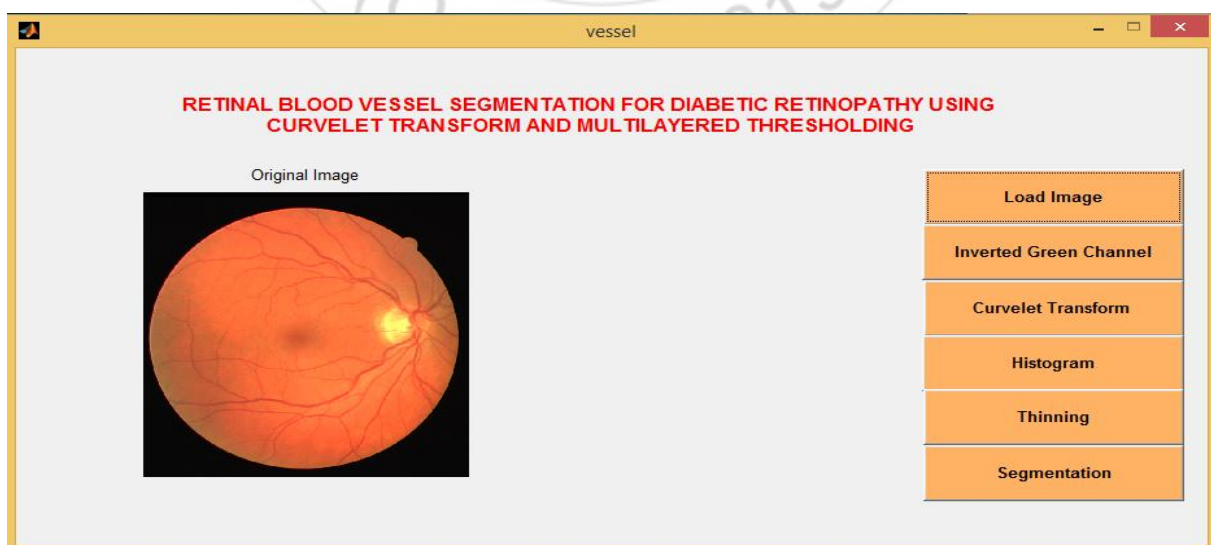 vessel
RETINAL BLOOD VESSEL SEGMENTATION FOR DIABETIC RETINOPATHY USING
CURVELET TRANSFORM AND MULTILAYERED THRESHOLDING
Original Image
Load Image
Inverted Green Channel
Curvelet Transform
Histogram
Thinning
Segmentation